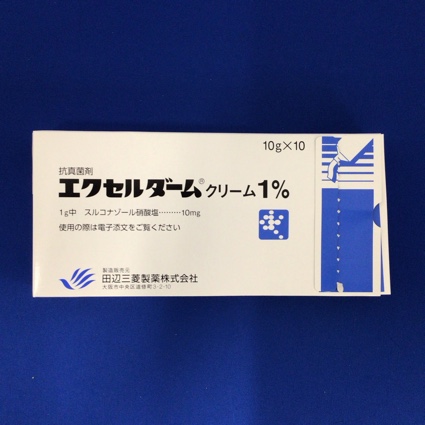 10g×10
抗真菌剤
エクセルダーム®クリーム1%
1g中 スルコナゾール硝酸塩………10mg
使用の際は電子添文をご覧ください
製造販売元
田辺三菱製薬株式会社
大阪市中央区道修町3-2-10